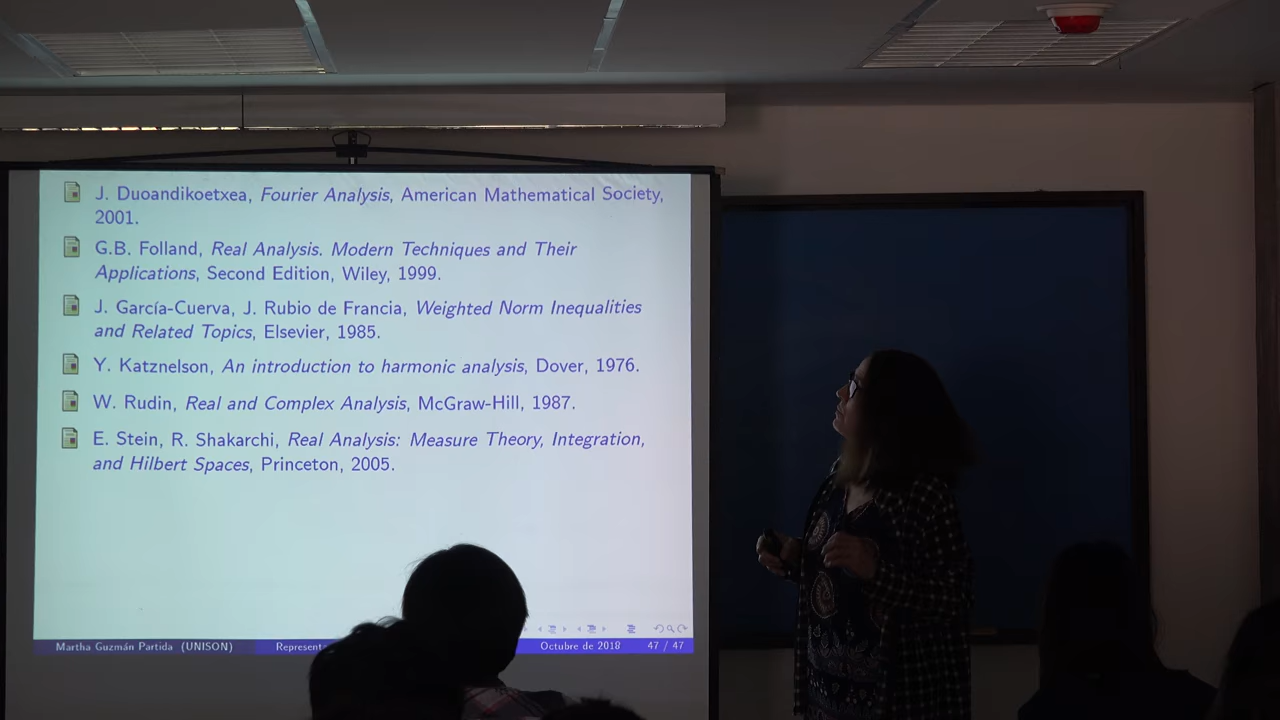 J. Duoandikoetxea, Fourier Analysis, American Mathematical Society,
2001.
G.B. Folland, Real Analysis. Modern Techniques and Their
Applications, Second Edition, Wiley, 1999.
J. García-Cuerva, J. Rubio de Francia, Weighted Norm Inequalities
and Related Topics, Elsevier, 1985.
Y. Katznelson, An introduction to harmonic analysis, Dover, 1976.
W. Rudin, Real and Complex Analysis, McGraw-Hill, 1987.
E. Stein, R. Shakarchi, Real Analysis: Measure Theory, Integration,
and Hilbert Spaces, Princeton, 2005.
Martha Guzmán Partida (UNISON) Octubre de 2018 47 / 47